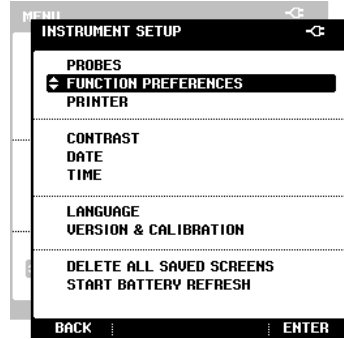 MENU
INSTRUMENT SETUP
PROBES
FUNCTION PREFERENCES
PRINTER
CONTRAST
DATE
TIME
LANGUAGE
VERSION & CALIBRATION
DELETE ALL SAVED SCREENS
START BATTERY REFRESH
BACK
ENTER